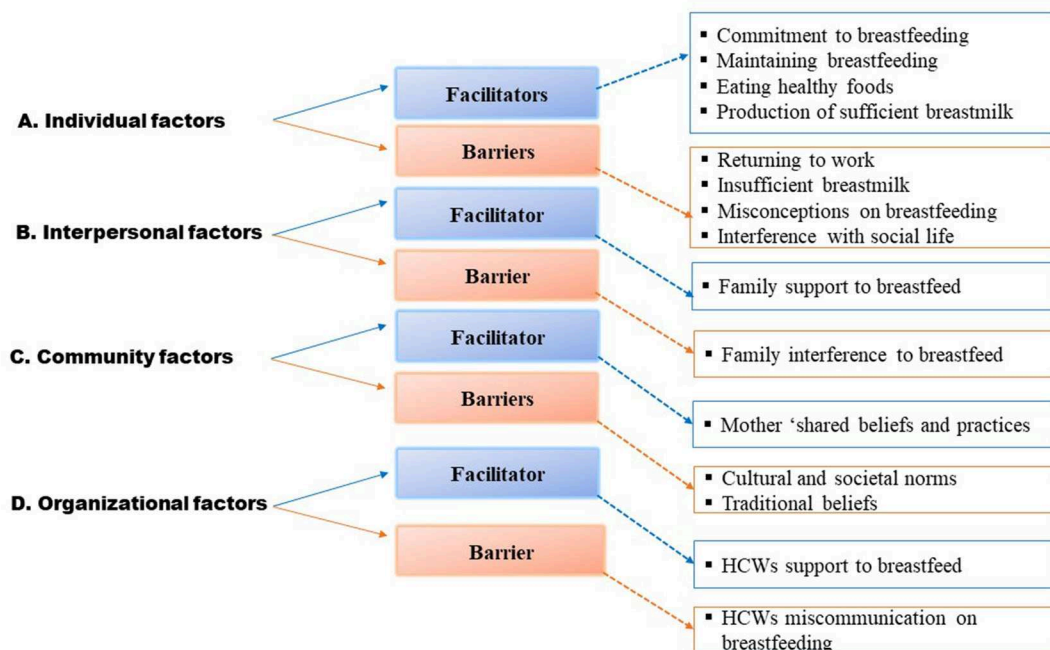 A. Individual factors
Facilitators
▪ Commitment to breastfeeding
▪ Maintaining breastfeeding
▪ Eating healthy foods
▪ Production of sufficient breastmilk
Barriers
▪ Returning to work
▪ Insufficient breastmilk
▪ Misconceptions on breastfeeding
▪ Interference with social life
B. Interpersonal factors
Facilitator
▪ Family support to breastfeed
Barrier
▪ Family interference to breastfeed
C. Community factors
Facilitator
▪ Mother ‘shared beliefs and practices
Barriers
▪ Cultural and societal norms
▪ Traditional beliefs
D. Organizational factors
Facilitator
▪ HCWs support to breastfeed
Barrier
▪ HCWs miscommunication on
breastfeeding